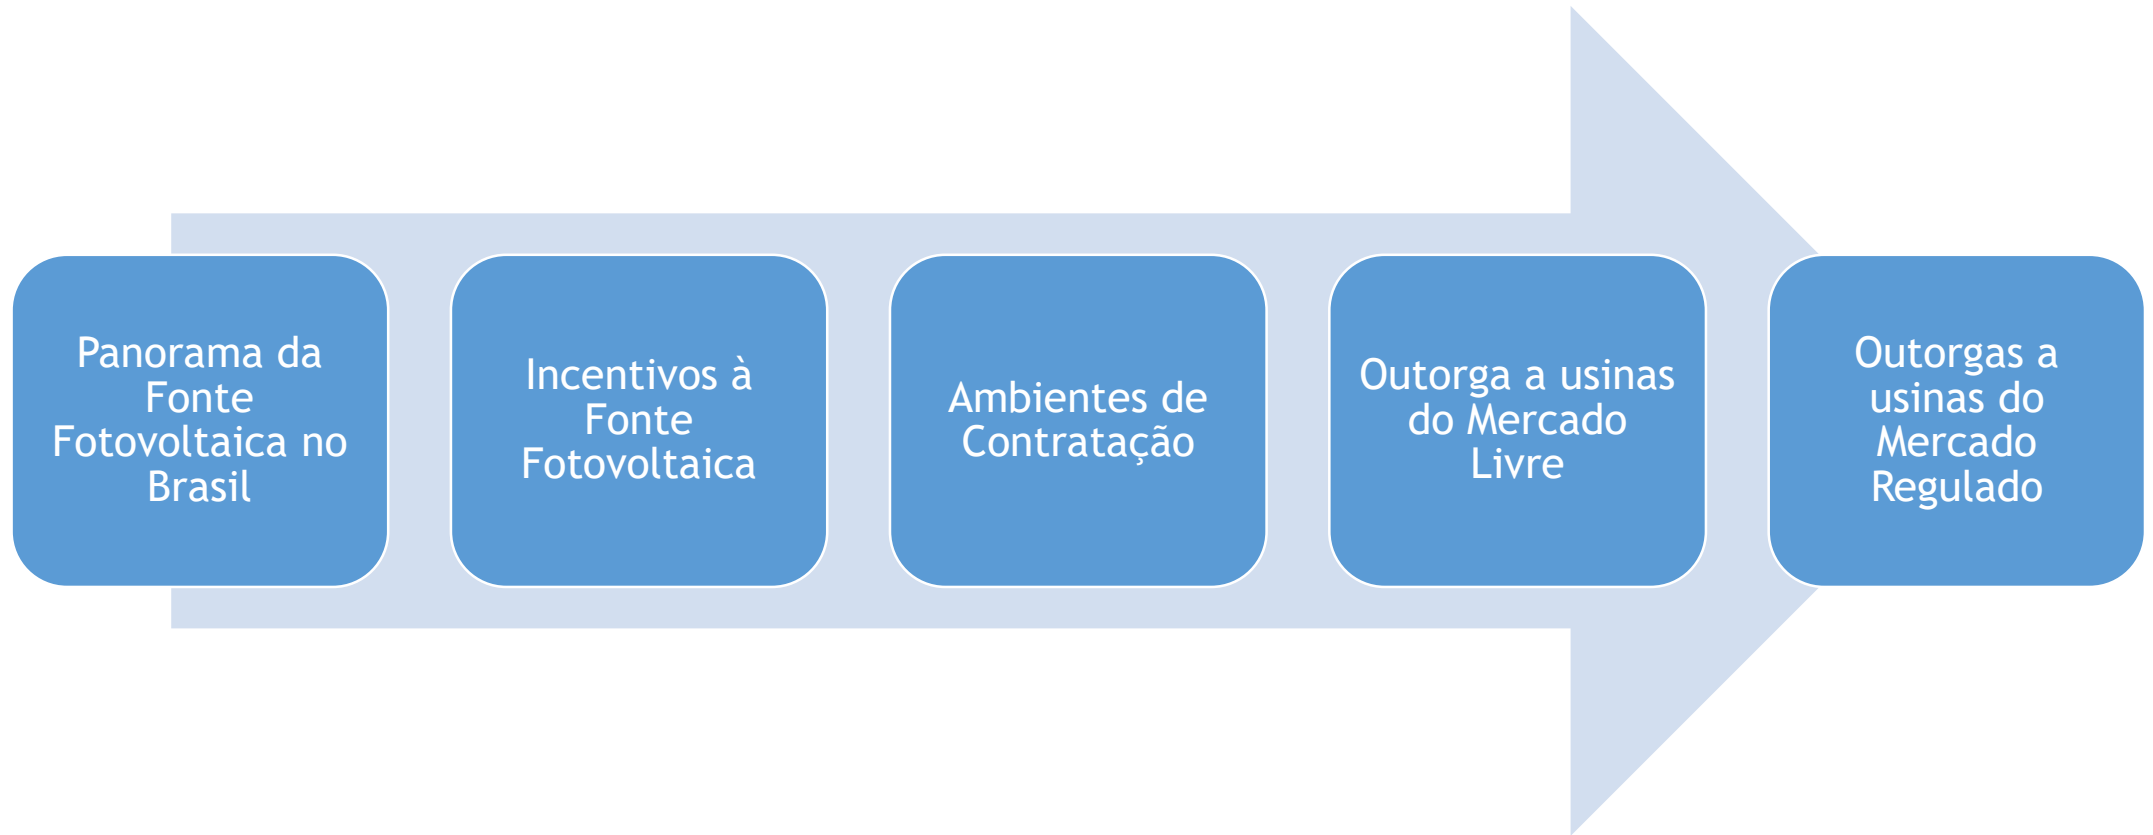 Panorama da
Fonte
Fotovoltaica no
Brasil
Incentivos à
Fonte
Fotovoltaica
Ambientes de
Contratação
Outorga a usinas
do Mercado
Livre
Outorgas a
usinas do
Mercado
Regulado